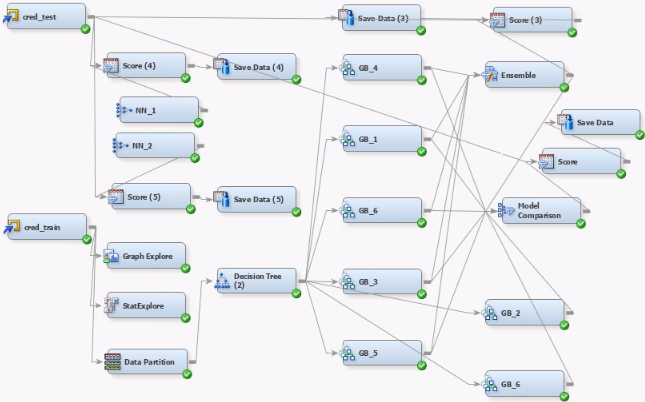 cred_test
Save Data (3)
Score (3)
Score (4)
Save Data (4)
GB_4
Ensemble
NN_1
Save Data
NN_2
GB_1
Score
Score (5)
Save Data (5)
GB_6
Model
Comparison
cred_train
Graph Explore
Decision Tree
(2)
GB_3
StatExplore
GB_2
Data Partition
GB_5
GB_6